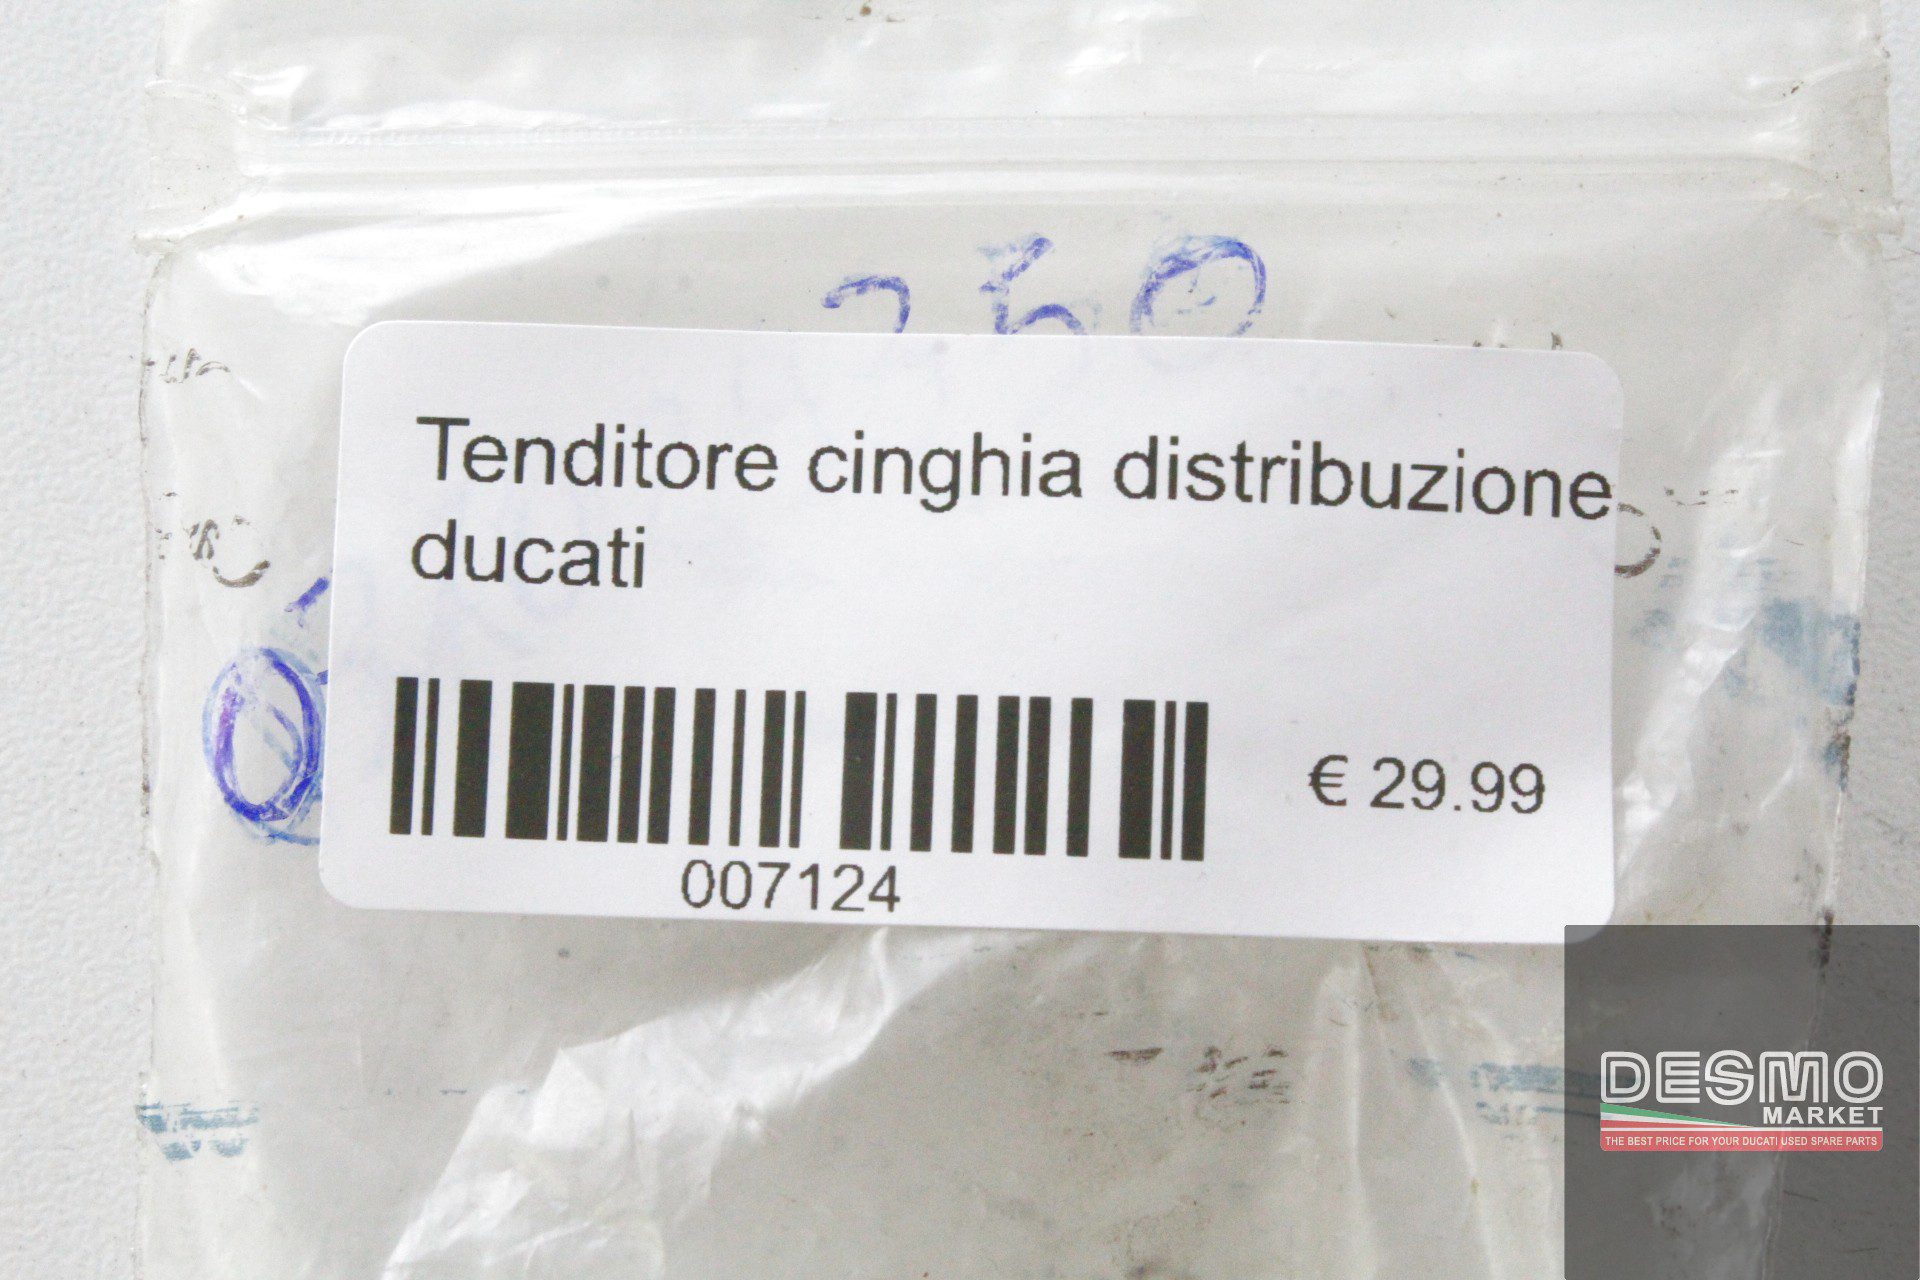 Tenditore cinghia distribuzione
ducati
€ 29.99
007124
DESMO
MARKET
THE BEST PRICE FOR YOUR DUCATI USED SPARE PARTS